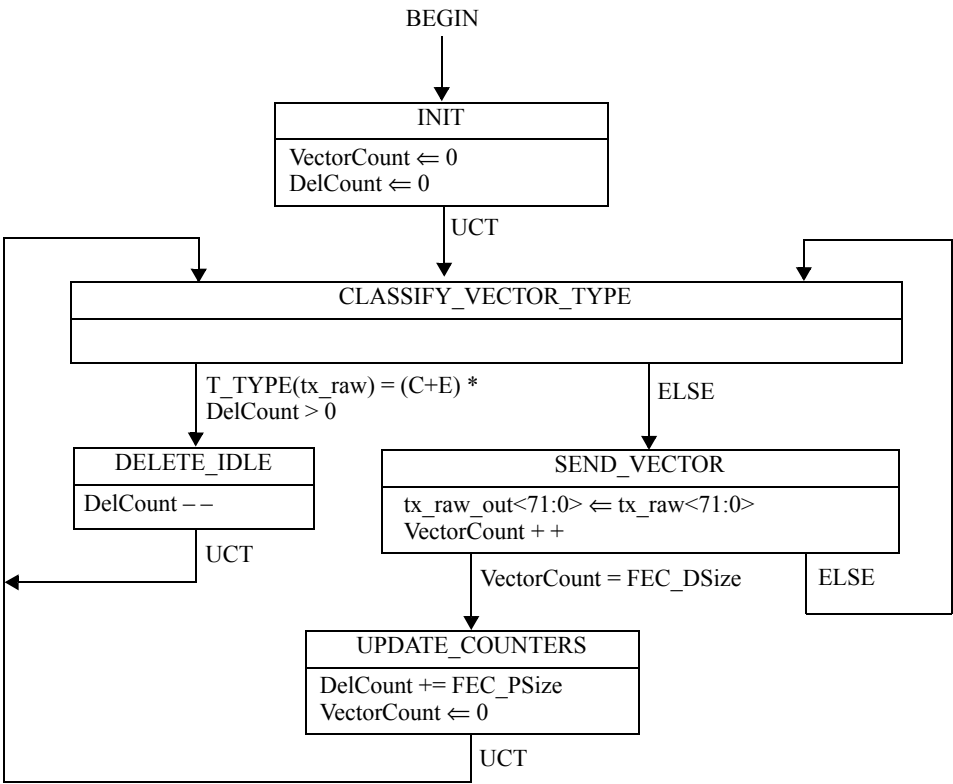 BEGIN
INIT
VectorCount ⇐ 0
DelCount ⇐ 0
UCT
CLASSIFY_VECTOR_TYPE
T_TYPE(tx_raw) = (C+E) *
DelCount > 0
ELSE
DELETE_IDLE
DelCount – –
UCT
SEND_VECTOR
tx_raw_out<71:0> ⇐ tx_raw<71:0>
VectorCount + +
VectorCount = FEC_DSize
ELSE
UPDATE_COUNTERS
DelCount += FEC_PSize
VectorCount ⇐ 0
UCT